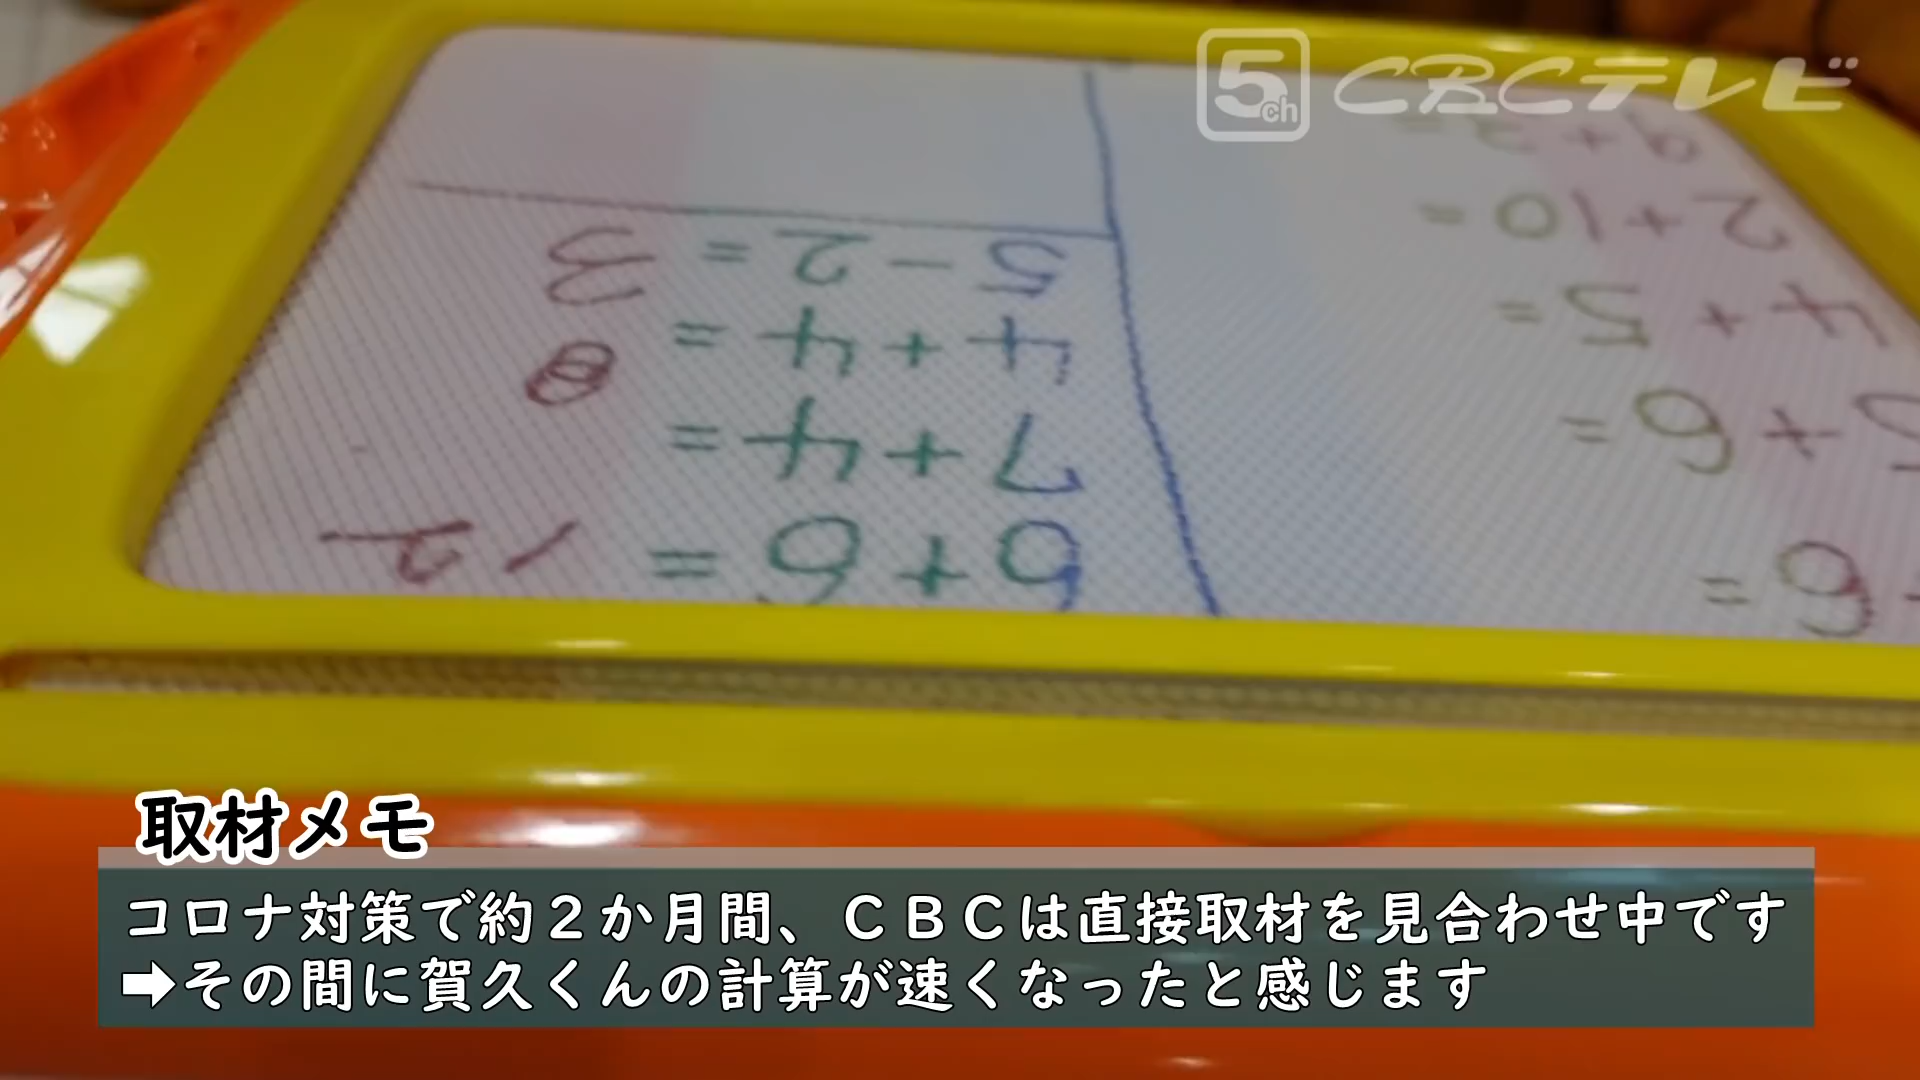 + 6 =
4 + 5 =
2 + 10 =
6 + 6 = 12
7 + 4 =
4 + 4 = 8
5 - 2 = 3
5ch CBCテレビ
取材メモ
コロナ対策で約２か月間、ＣＢＣは直接取材を見合わせ中です
➡その間に賀久くんの計算が速くなったと感じます